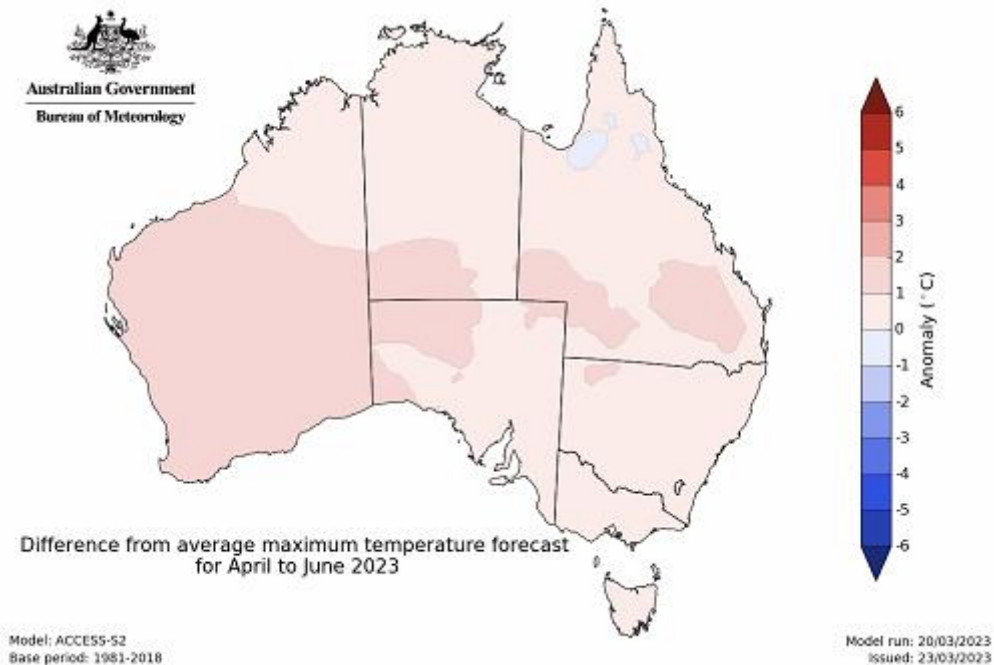 Australian Government
Bureau of Meteorology
6
5
4
3
2
1
0
-1
-2
-3
-4
-5
-6
Anomaly (°C)
Difference from average maximum temperature forecast
for April to June 2023
Model: ACCESS-S2
Base period: 1981-2018
Model run: 20/03/2023
Issued: 23/03/2023